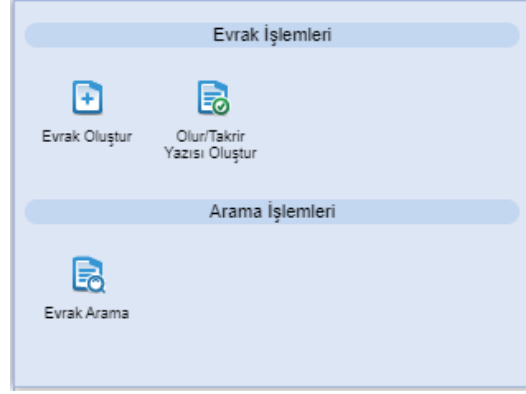 Evrak İşlemleri
Evrak Oluştur
Olur/Takrir
Yazısı Oluştur
Arama İşlemleri
Evrak Arama